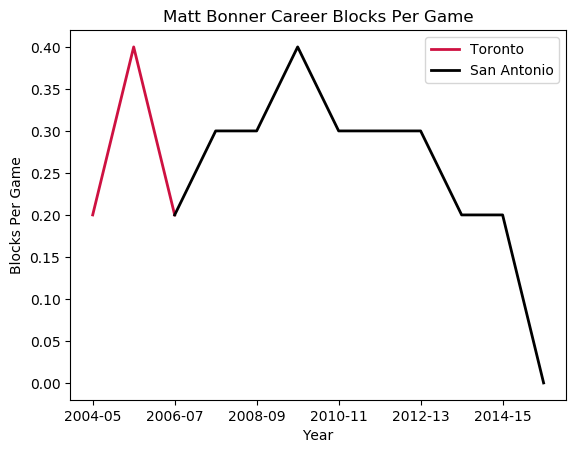 Matt Bonner Career Blocks Per Game
Toronto
San Antonio
Blocks Per Game
0.40
0.35
0.30
0.25
0.20
0.15
0.10
0.05
0.00
2004-05 2006-07 2008-09 2010-11 2012-13 2014-15
Year